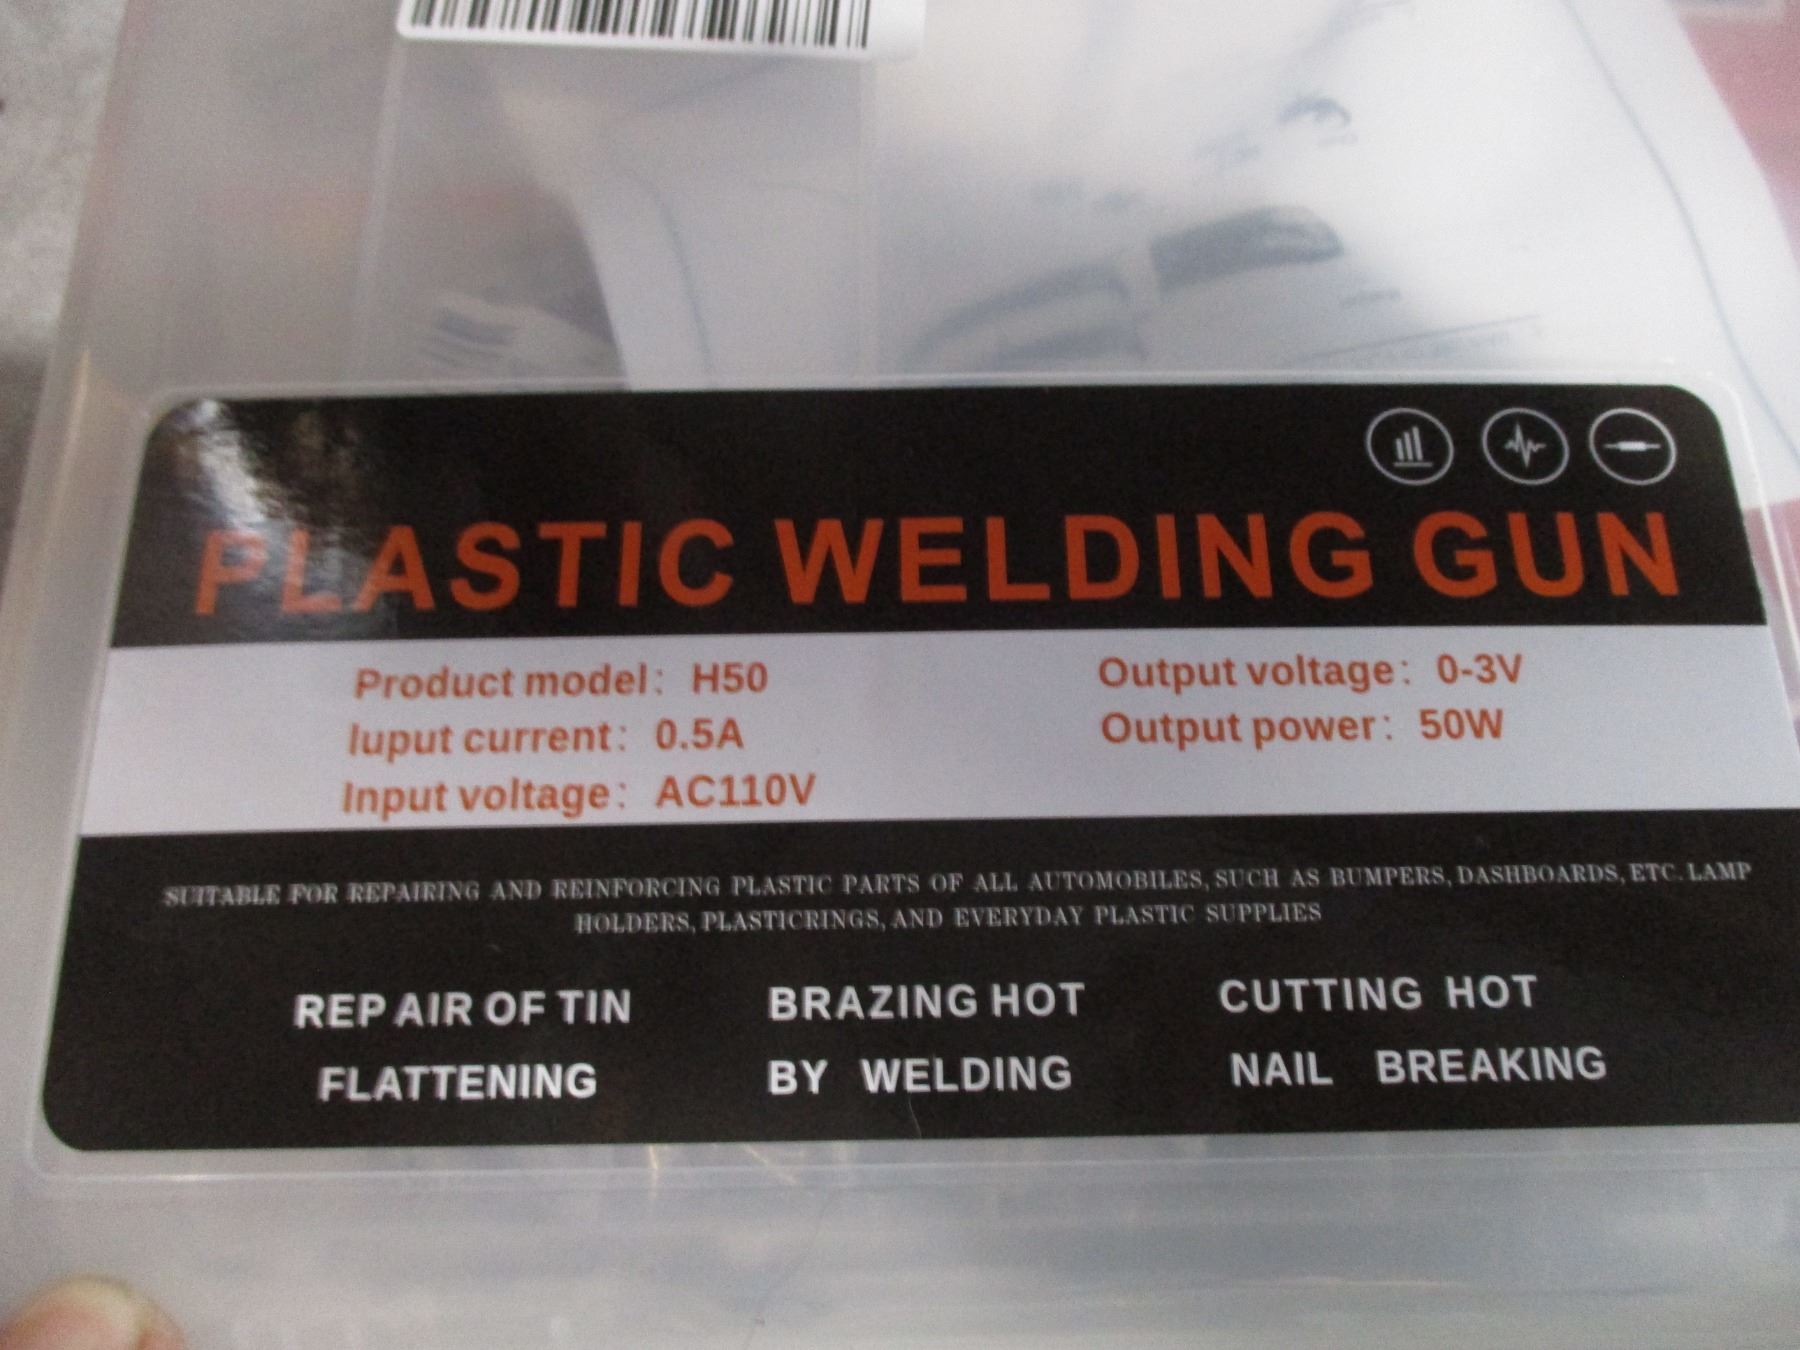 PLASTIC WELDING GUN
Product model: H50
Iuput current: 0.5A
Input voltage: AC110V
Output voltage: 0-3V
Output power: 50W
SUITABLE FOR REPAIRING AND REINFORCING PLASTIC PARTS OF ALL AUTOMOBILES, SUCH AS BUMPERS, DASHBOARDS, ETC. LAMP
HOLDERS, PLASTICRINGS, AND EVERYDAY PLASTIC SUPPLIES
REP AIR OF TIN
FLATTENING
BRAZING HOT
BY WELDING
CUTTING HOT
NAIL BREAKING